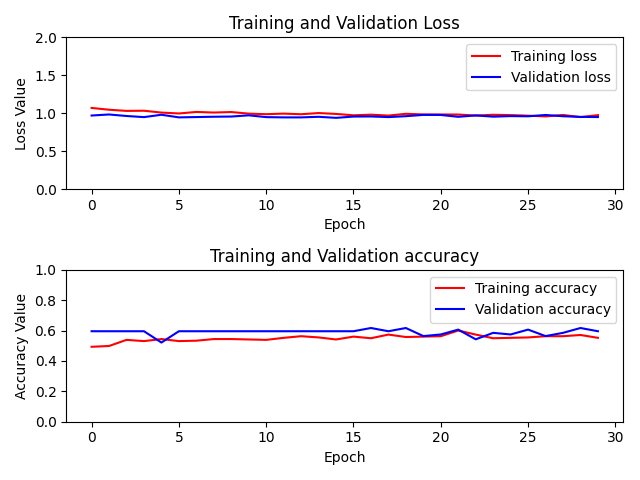 Training and Validation Loss
2.0
1.5
1.0
0.5
0.0
Loss Value
Training loss
Validation loss
0 5 10 15 20 25 30
Epoch
Training and Validation accuracy
1.0
0.8
0.6
0.4
0.2
0.0
Accuracy Value
Training accuracy
Validation accuracy
0 5 10 15 20 25 30
Epoch